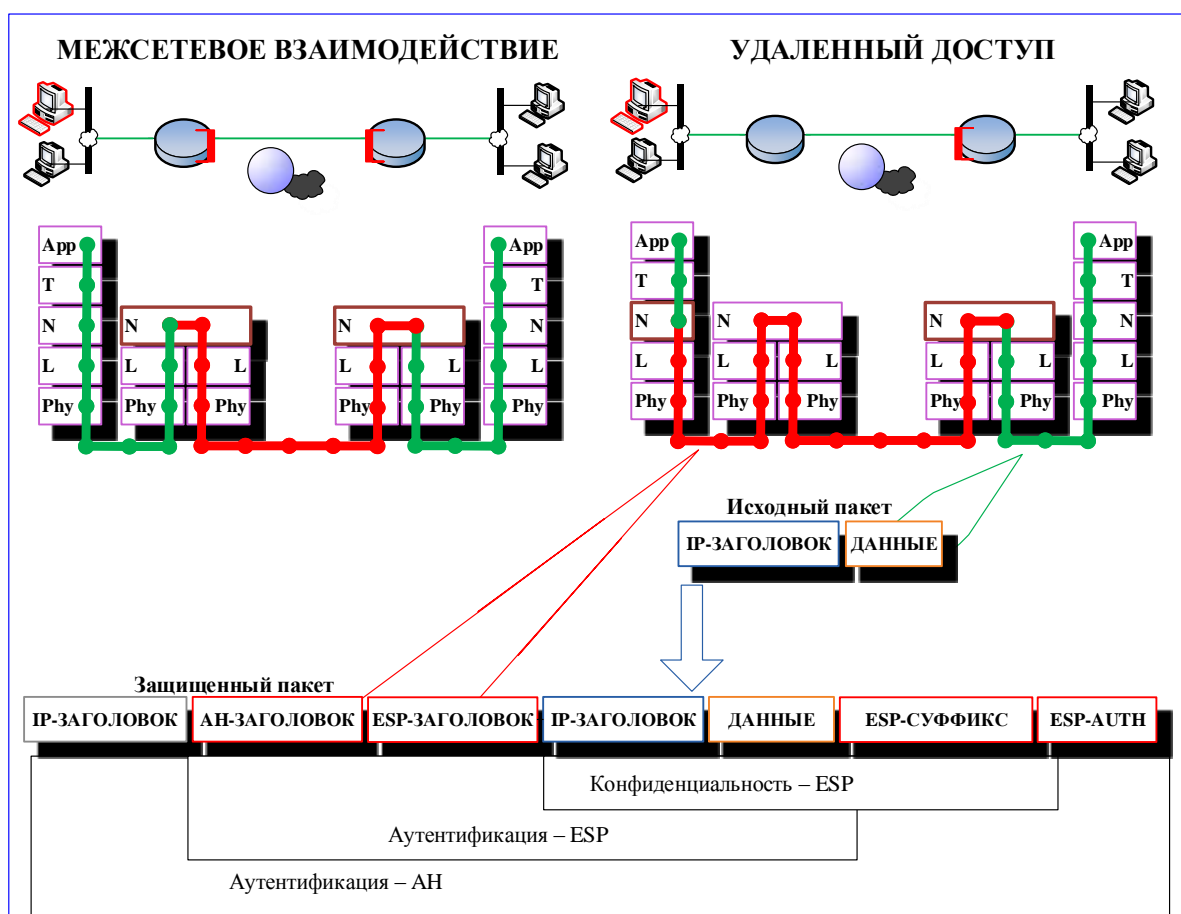 МЕЖСЕТЕВОЕ ВЗАИМОДЕЙСТВИЕ
УДАЛЕННЫЙ ДОСТУП
App
T
N
L
Phy
N
L
L
Phy
Phy
N
L
L
Phy
Phy
App
T
N
L
Phy
App
T
N
L
Phy
N
L
L
Phy
Phy
N
L
L
Phy
Phy
App
T
N
L
Phy
Исходный пакет
IP-ЗАГОЛОВОК
ДАННЫЕ
Защищенный пакет
IP-ЗАГОЛОВОК
AH-ЗАГОЛОВОК
ESP-ЗАГОЛОВОК
IP-ЗАГОЛОВОК
ДАННЫЕ
ESP-СУФФИКС
ESP-AUTH
Конфиденциальность – ESP
Аутентификация – ESP
Аутентификация – AH